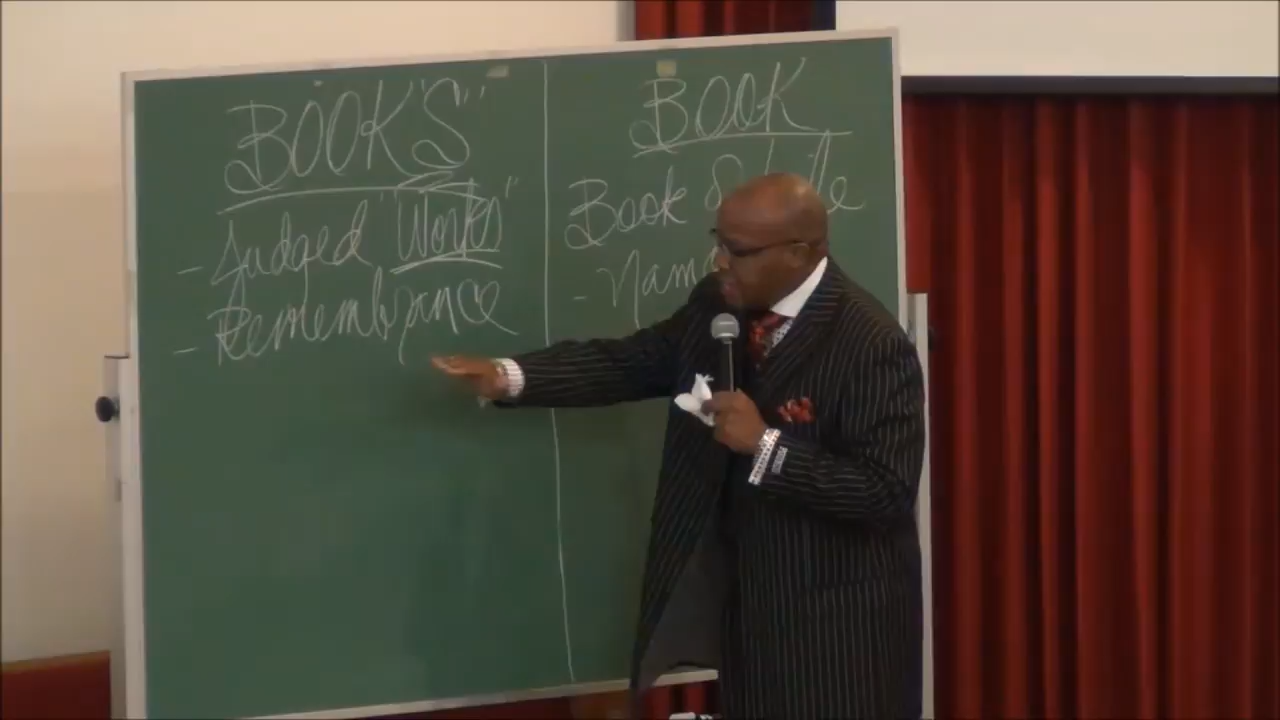 BOOK"S"
- Judged "Works"
- Remembrance
BOOK
Book
-